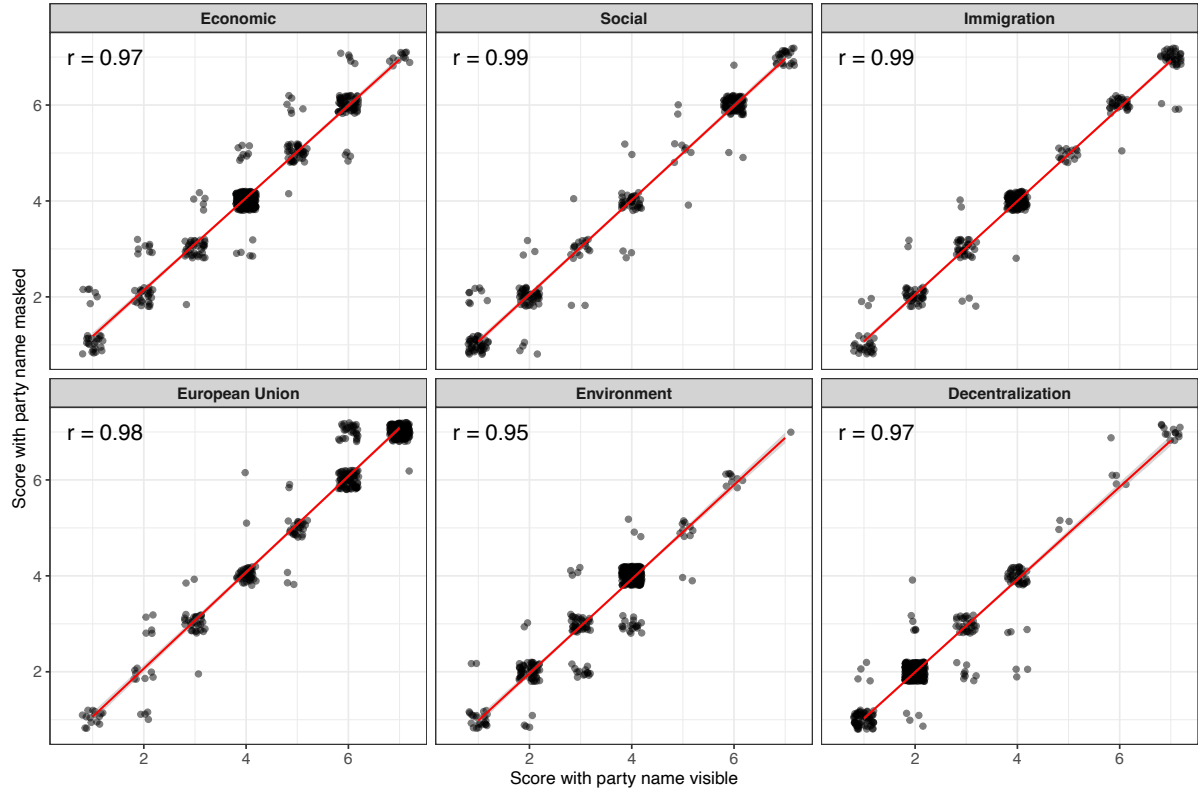 Economic
Social
Immigration
r = 0.97
r = 0.99
r = 0.99
6
4
2
European Union
Environment
Decentralization
r = 0.98
r = 0.95
r = 0.97
6
4
2
2
4
6
2
4
6
2
4
6
Score with party name visible
Score with party name masked